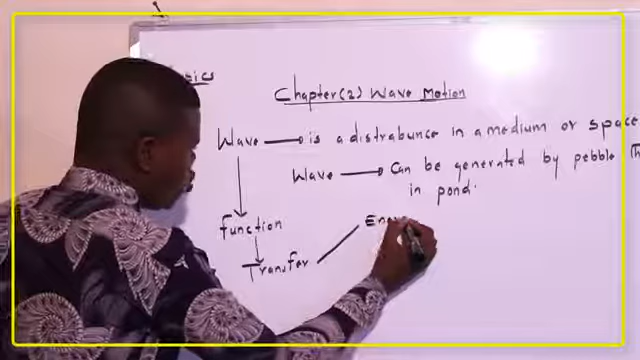 Chapter(2) Wave Motion
Wave → is a distrabunce in a medium or space
Wave → Can be generated by pebble
in pond.
function
Transfer